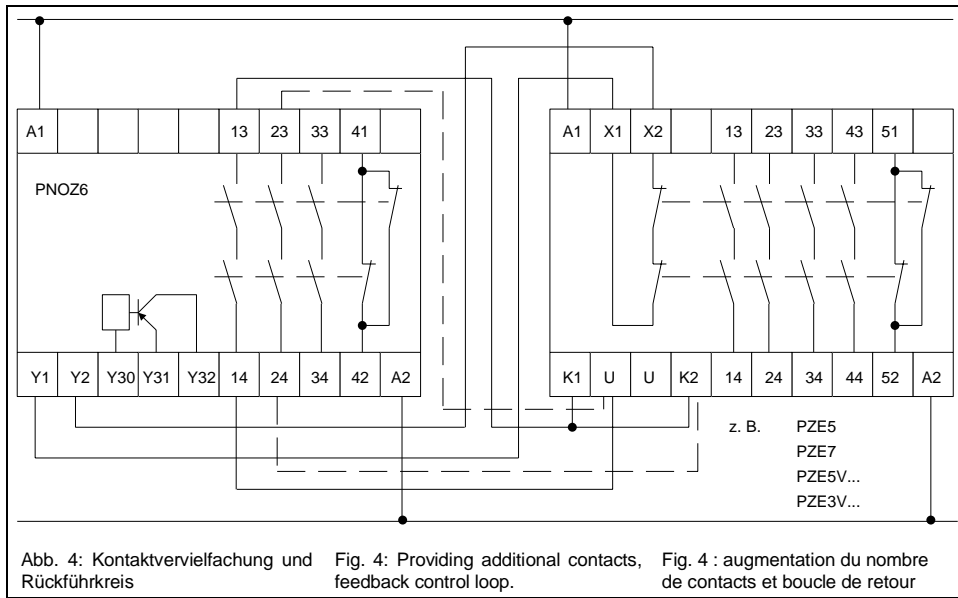 A1 13 23 33 41
A1 X1 X2 13 23 33 43 51
PNOZ6
Y1 Y2 Y30 Y31 Y32 14 24 34 42 A2
K1 U U K2 14 24 34 44 52 A2
z. B. PZE5
PZE7
PZE5V...
PZE3V...
Abb. 4: Kontaktvervielfachung und
Rückführkreis
Fig. 4: Providing additional contacts,
feedback control loop.
Fig. 4 : augmentation du nombre
de contacts et boucle de retour